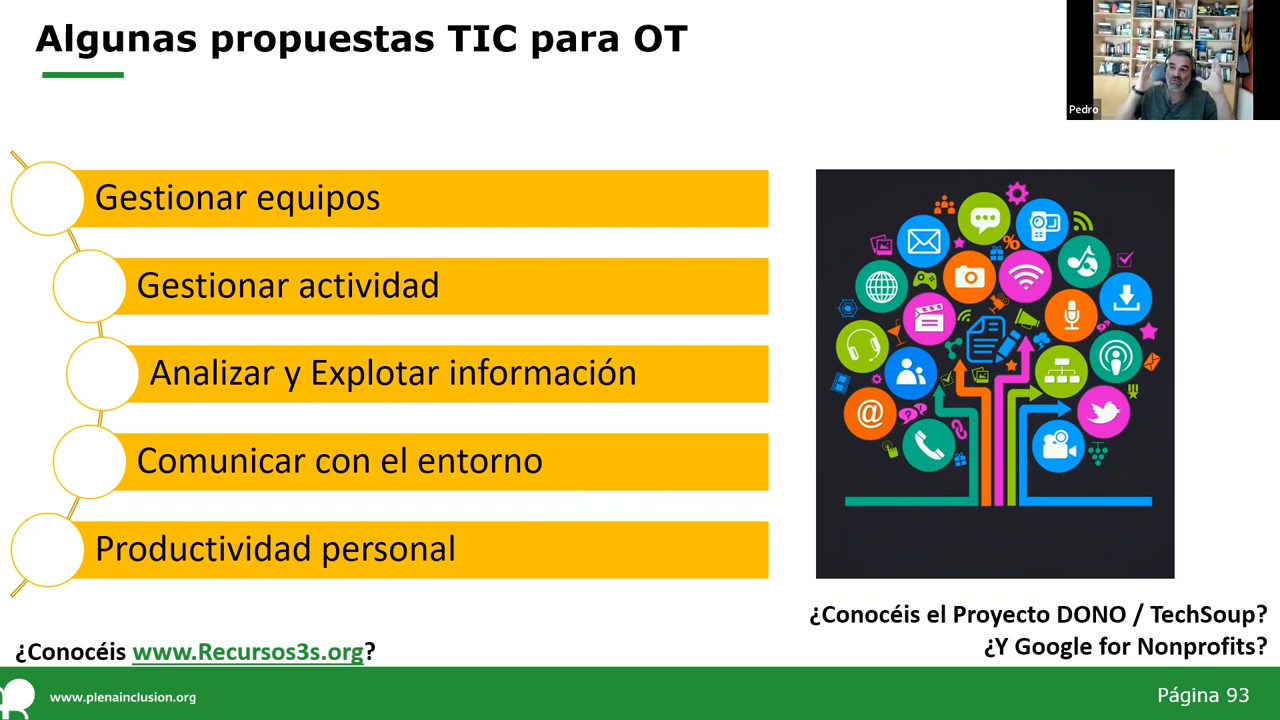 Algunas propuestas TIC para OT
Pedro
Gestionar equipos
Gestionar actividad
Analizar y Explotar información
Comunicar con el entorno
Productividad personal
¿Conocéis el Proyecto DONO / TechSoup?
¿Y Google for Nonprofits?
¿Conocéis www.Recursos3s.org?
www.plenainclusion.org
Página 93